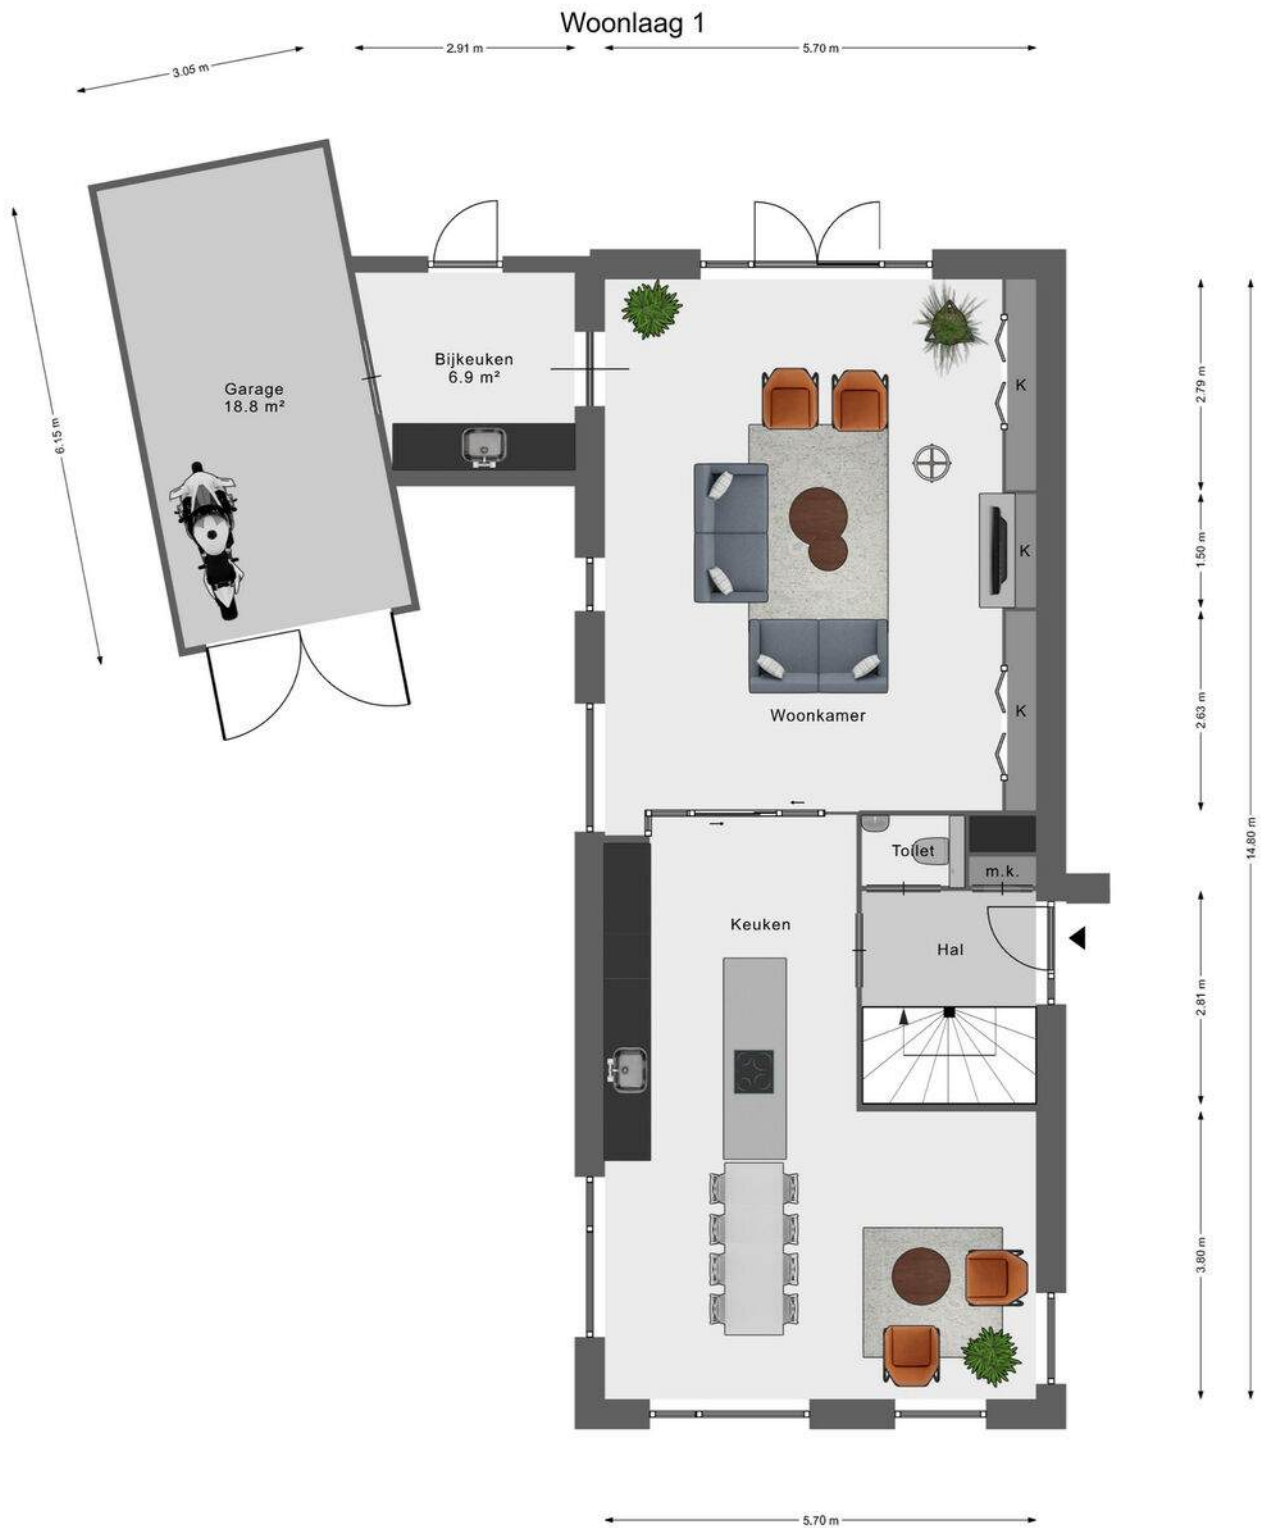 Woonlaag 1
3.05 m
2.91 m
5.70 m
6.15 m
Garage
18.8 m²
Bijkeuken
6.9 m²
K
2.79 m
K
1.50 m
Woonkamer
K
2.63 m
14.80 m
Toilet
m.k.
Keuken
Hal
2.81 m
3.80 m
5.70 m